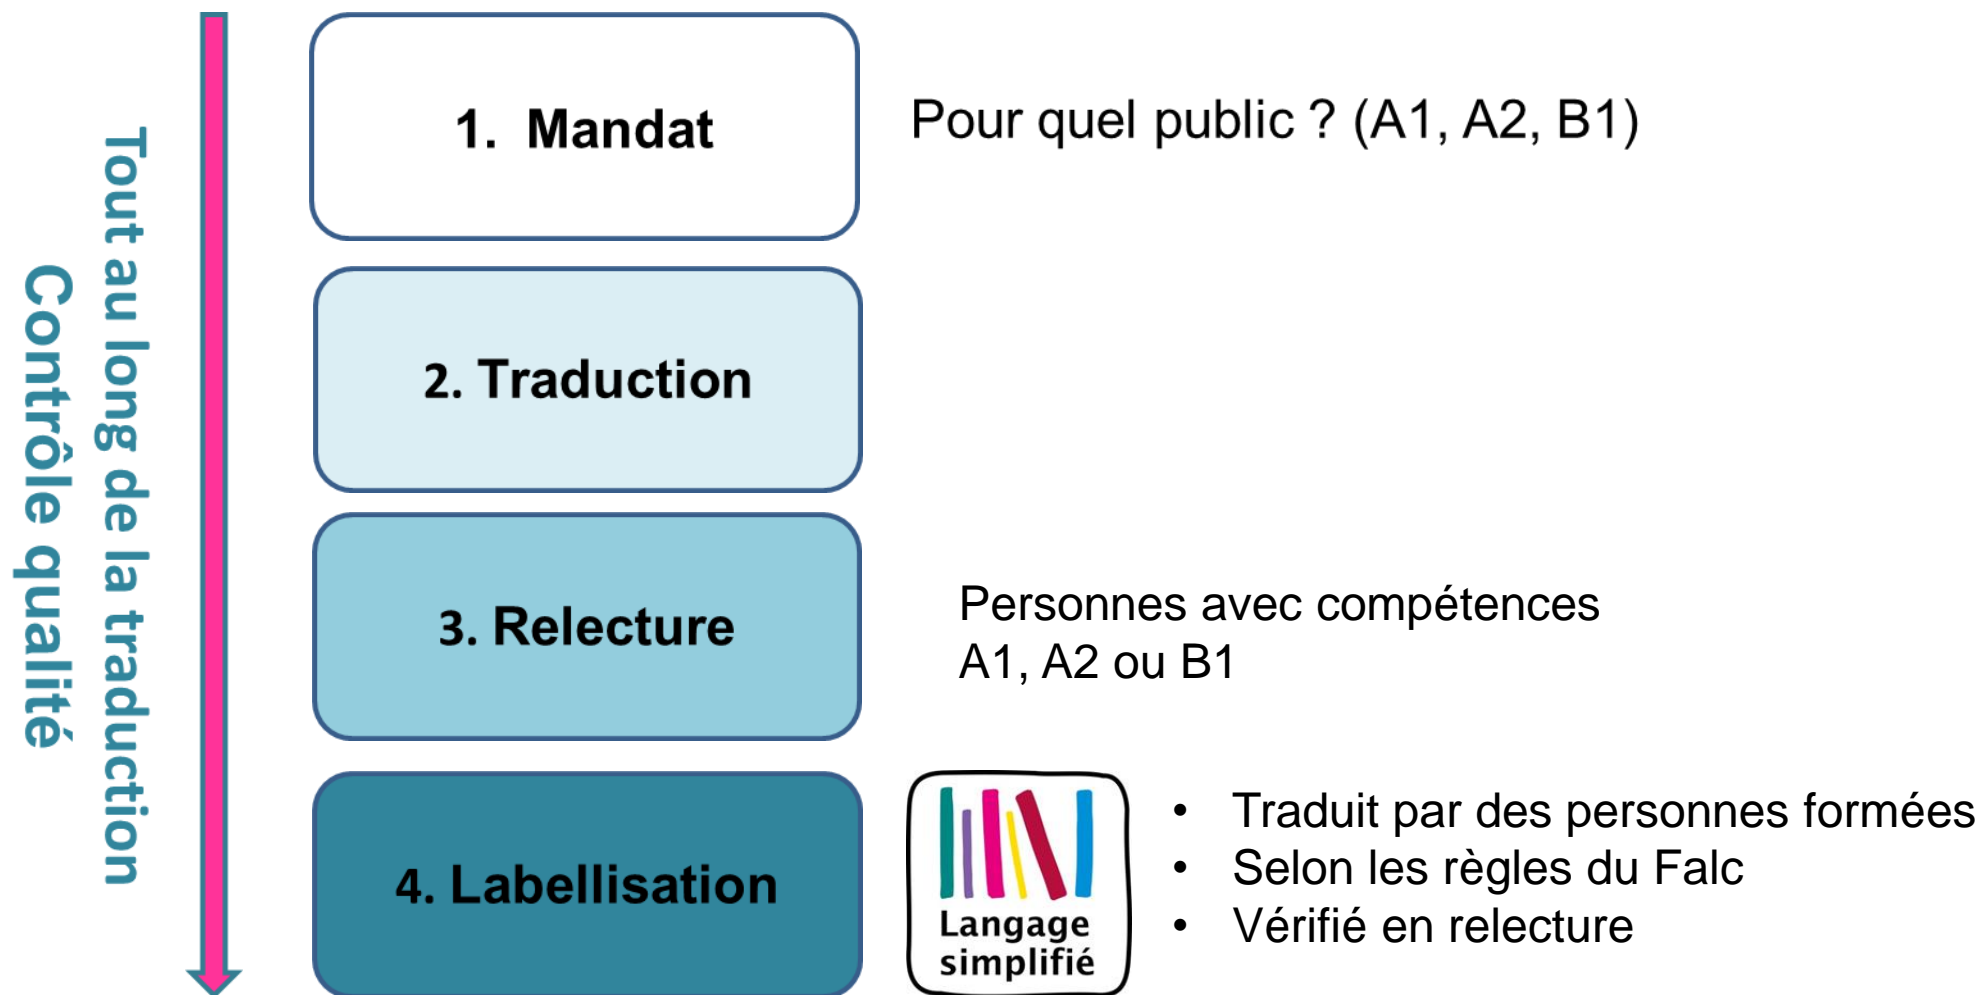 Tout au long de la traduction
Contrôle qualité
1. Mandat
Pour quel public ? (A1, A2, B1)
2. Traduction
3. Relecture
Personnes avec compétences
A1, A2 ou B1
4. Labellisation
Langage
simplifié
• Traduit par des personnes formées
• Selon les règles du Falc
• Vérifié en relecture